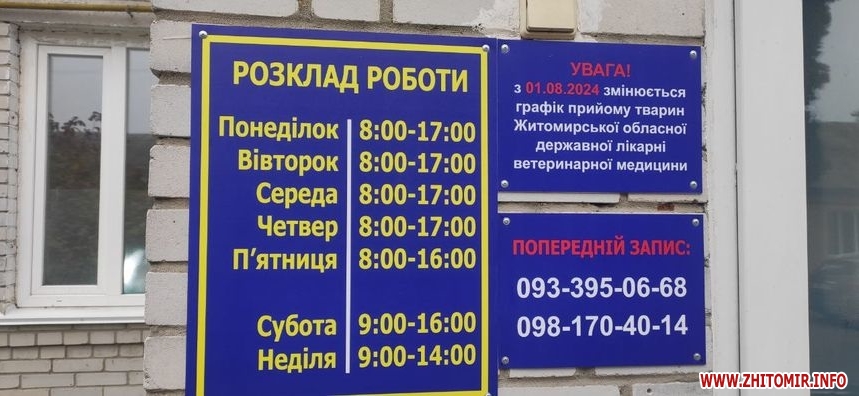 РОЗКЛАД РОБОТИ
Понеділок 8:00-17:00
Вівторок 8:00-17:00
Середа 8:00-17:00
Четвер 8:00-17:00
П'ятниця 8:00-16:00
Субота 9:00-16:00
Неділя 9:00-14:00
УВАГА!
з 01.08.2024 змінюється
графік прийому тварин
Житомирської обласної
державної лікарні
ветеринарної медицини
ПОПЕРЕДНІЙ ЗАПИС:
093-395-06-68
098-170-40-14
WWW.ZHITOMIR.INFO